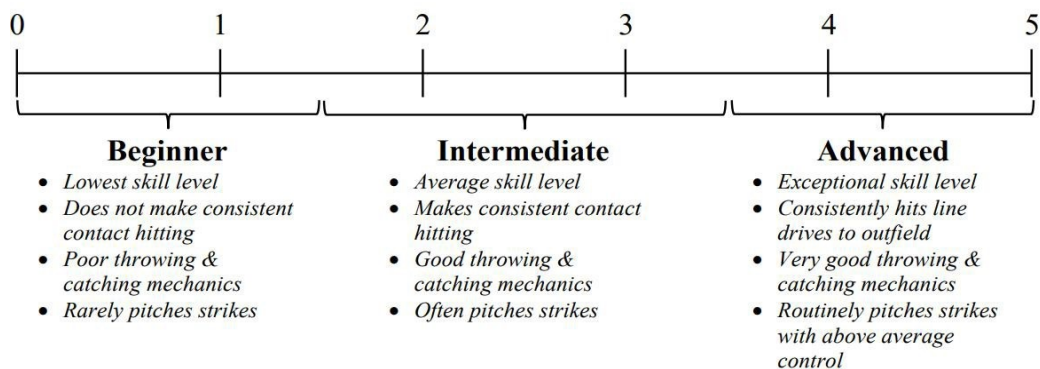 0 1 2 3 4 5
Beginner
• Lowest skill level
• Does not make consistent
contact hitting
• Poor throwing &
catching mechanics
• Rarely pitches strikes
Intermediate
• Average skill level
• Makes consistent contact
hitting
• Good throwing &
catching mechanics
• Often pitches strikes
Advanced
• Exceptional skill level
• Consistently hits line
drives to outfield
• Very good throwing &
catching mechanics
• Routinely pitches strikes
with above average
control